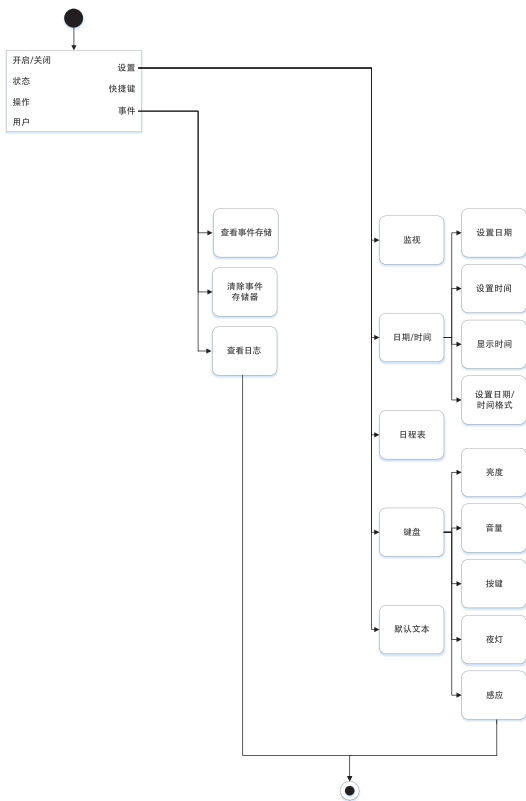 开启/关闭
状态
操作
用户
设置
快捷键
事件
查看事件存储
清除事件
存储器
查看日志
监视
日期/时间
日程表
键盘
默认文本
设置日期
设置时间
显示时间
设置日期/
时间格式
亮度
音量
按键
夜灯
感应